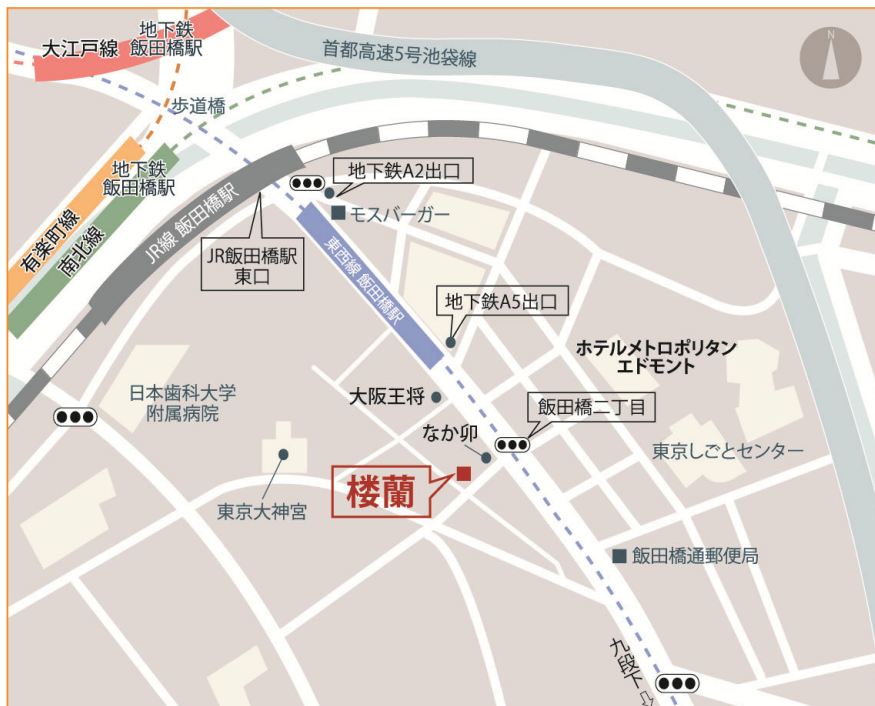 大江戸線
地下鉄
飯田橋駅
首都高速5号池袋線
N
歩道橋
地下鉄
飯田橋駅
有楽町線
南北線
JR線 飯田橋駅
JR飯田橋駅
東口
地下鉄A2出口
モスバーガー
東西線 飯田橋駅
地下鉄A5出口
ホテルメトロポリタン
エドモント
日本歯科大学
附属病院
大阪王将
飯田橋二丁目
なか卯
東京しごとセンター
東京大神宮
楼蘭
飯田橋通郵便局
九段下⇨